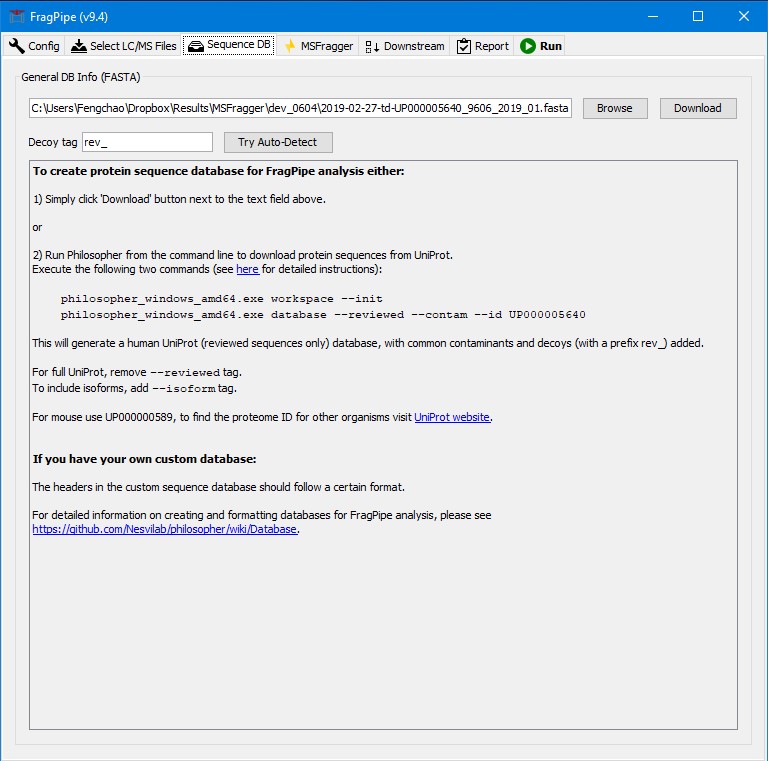 FragPipe (v9.4)
Config Select LC/MS Files Sequence DB MSFragger Downstream Report Run
General DB Info (FASTA)
C:\Users\Fengchao\Dropbox\Results\MSFragger\dev_0604\2019-02-27-td-UP000005640_9606_2019_01.fasta Browse Download
Decoy tag rev_ Try Auto-Detect
To create protein sequence database for FragPipe analysis either:
1) Simply click 'Download' button next to the text field above.
or
2) Run Philosopher from the command line to download protein sequences from UniProt.
Execute the following two commands (see here for detailed instructions):
philosopher_windows_amd64.exe workspace --init
philosopher_windows_amd64.exe database --reviewed --contam --id UP000005640
This will generate a human UniProt (reviewed sequences only) database, with common contaminants and decoys (with a prefix rev_) added.
For full UniProt, remove --reviewed tag.
To include isoforms, add --isoform tag.
For mouse use UP000000589, to find the proteome ID for other organisms visit UniProt website.
If you have your own custom database:
The headers in the custom sequence database should follow a certain format.
For detailed information on creating and formatting databases for FragPipe analysis, please see
https://github.com/Nesvilab/philosopher/wiki/Database.